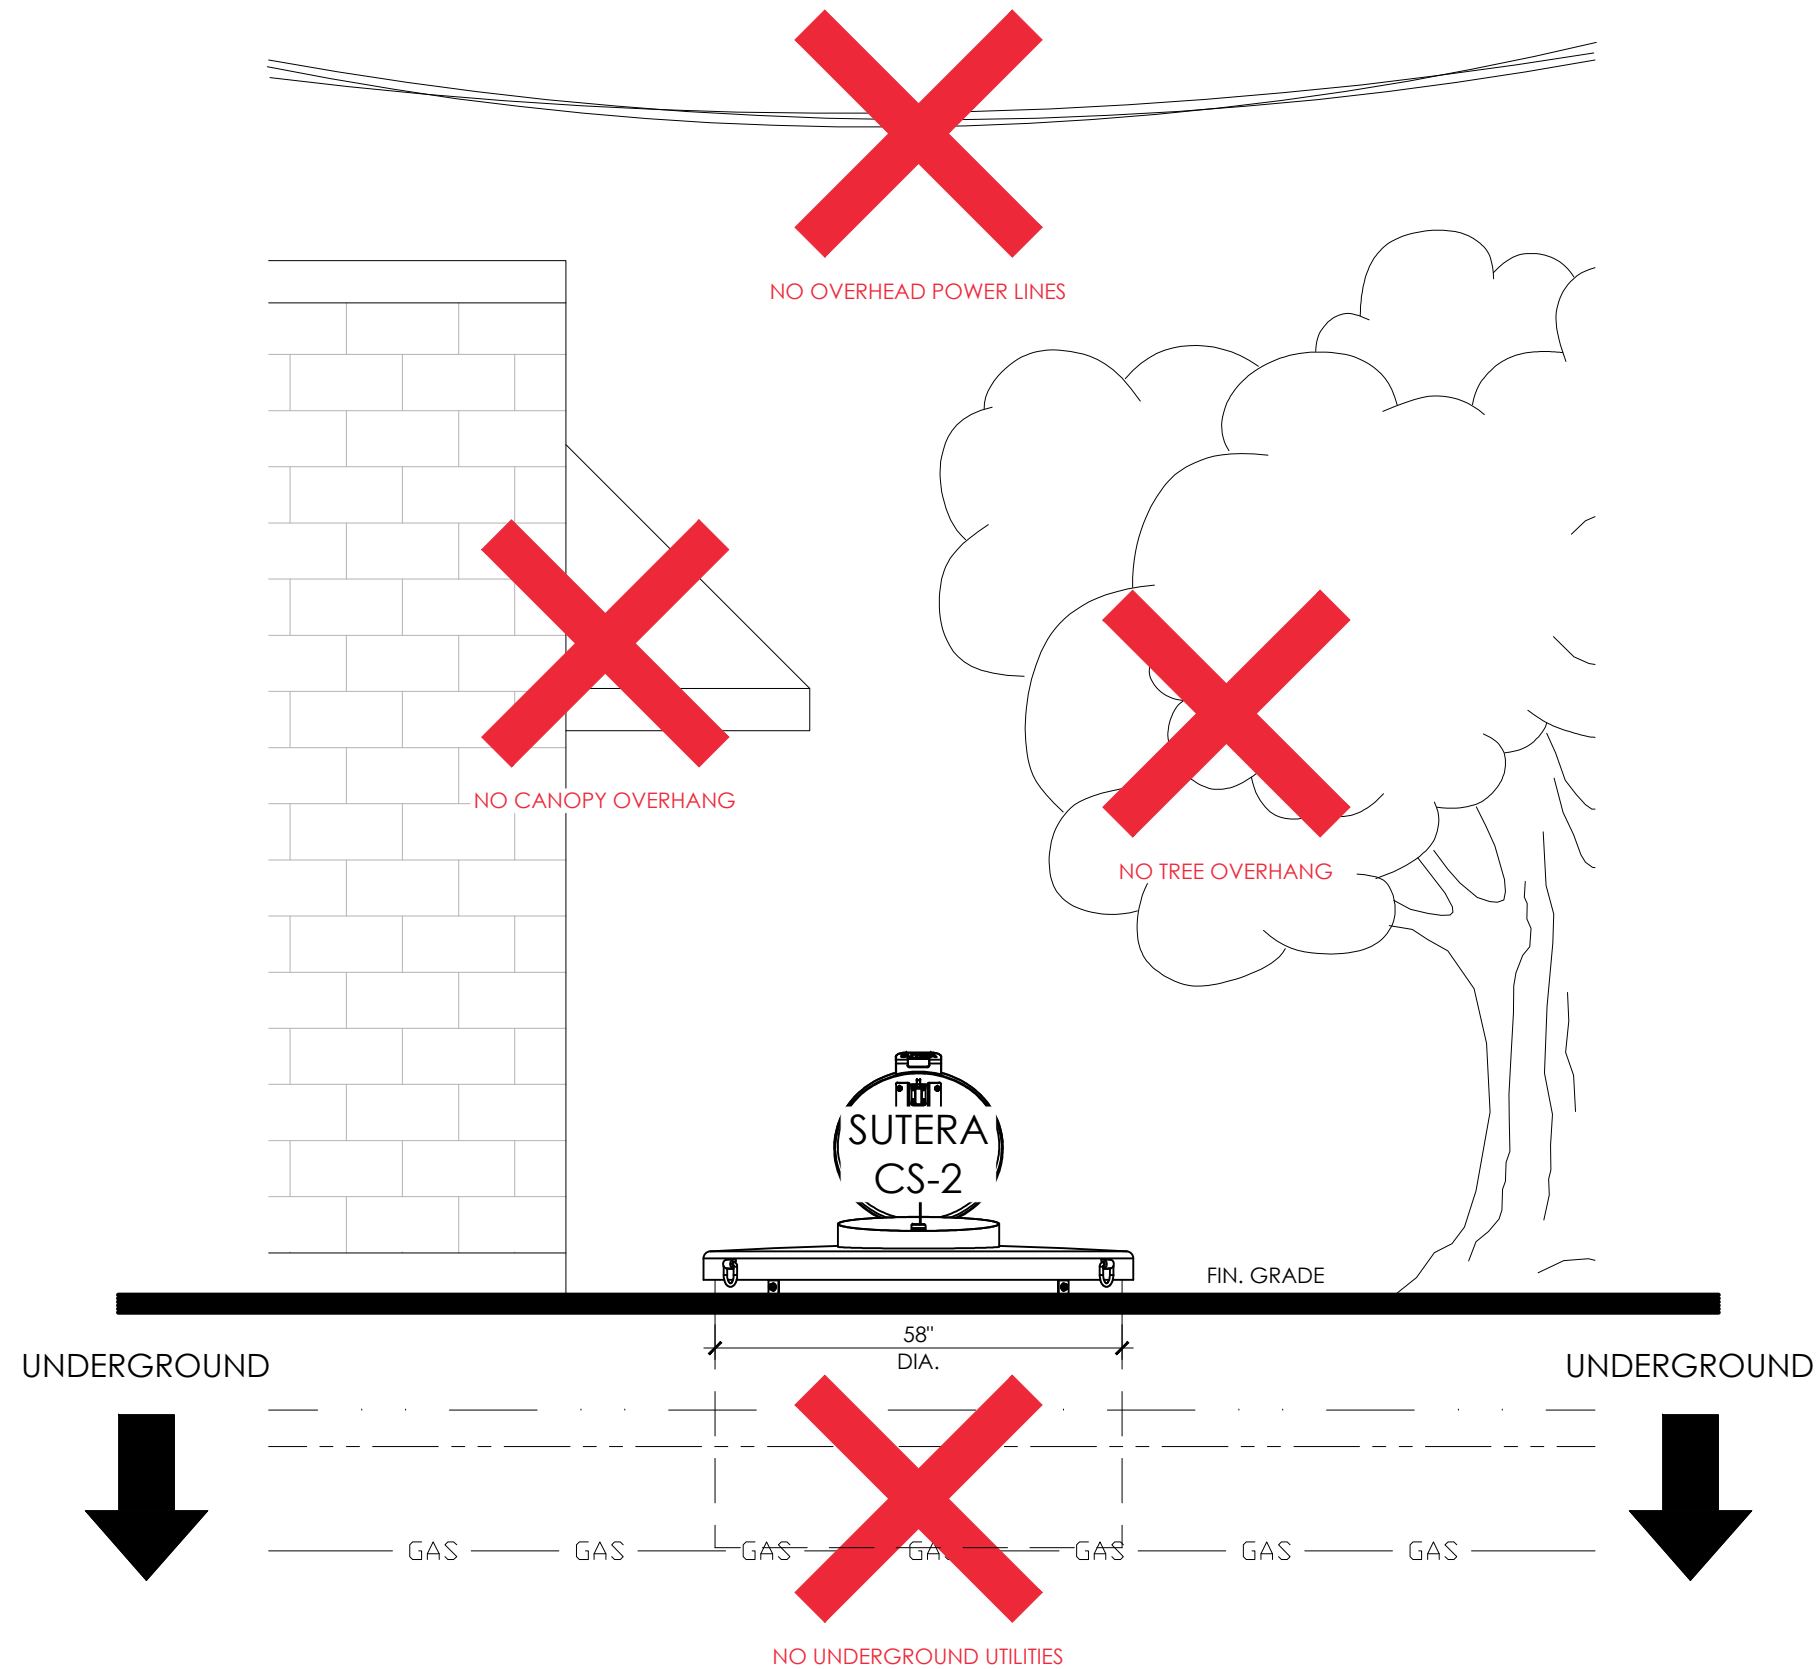 NO OVERHEAD POWER LINES
NO CANOPY OVERHANG
NO TREE OVERHANG
SUTERA
CS-2
FIN. GRADE
58"
DIA.
UNDERGROUND
UNDERGROUND
GAS GAS GAS GAS GAS GAS GAS
NO UNDERGROUND UTILITIES